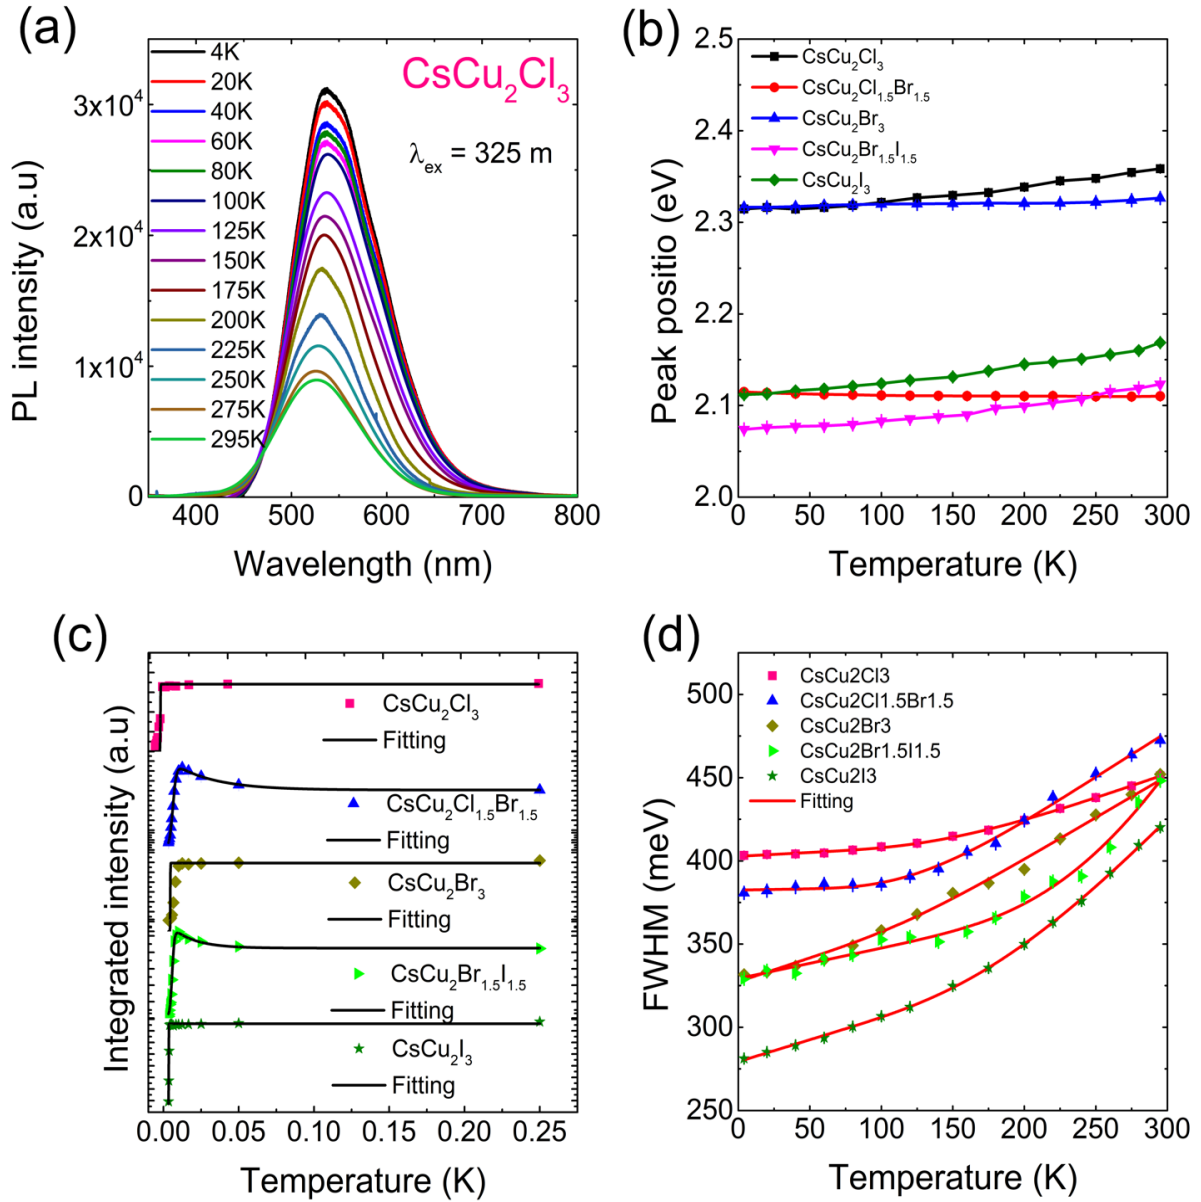 (a)
CsCu₂Cl₃
λex = 325 m
4K
20K
40K
60K
80K
100K
125K
150K
175K
200K
225K
250K
275K
295K
PL intensity (a.u)
3x10⁴
2x10⁴
1x10⁴
0
400 500 600 700 800
Wavelength (nm)
(b)
CsCu₂Cl₃
CsCu₂Cl₁.₅Br₁.₅
CsCu₂Br₃
CsCu₂Br₁.₅I₁.₅
CsCu₂I₃
Peak positio (eV)
2.5
2.4
2.3
2.2
2.1
2.0
0 50 100 150 200 250 300
Temperature (K)
(c)
CsCu₂Cl₃
Fitting
CsCu₂Cl₁.₅Br₁.₅
Fitting
CsCu₂Br₃
Fitting
CsCu₂Br₁.₅I₁.₅
Fitting
CsCu₂I₃
Fitting
Integrated intensity (a.u)
0.00 0.05 0.10 0.15 0.20 0.25
Temperature (K)
(d)
CsCu2Cl3
CsCu2Cl1.5Br1.5
CsCu2Br3
CsCu2Br1.5I1.5
CsCu2I3
Fitting
FWHM (meV)
500
450
400
350
300
250
0 50 100 150 200 250 300
Temperature (K)